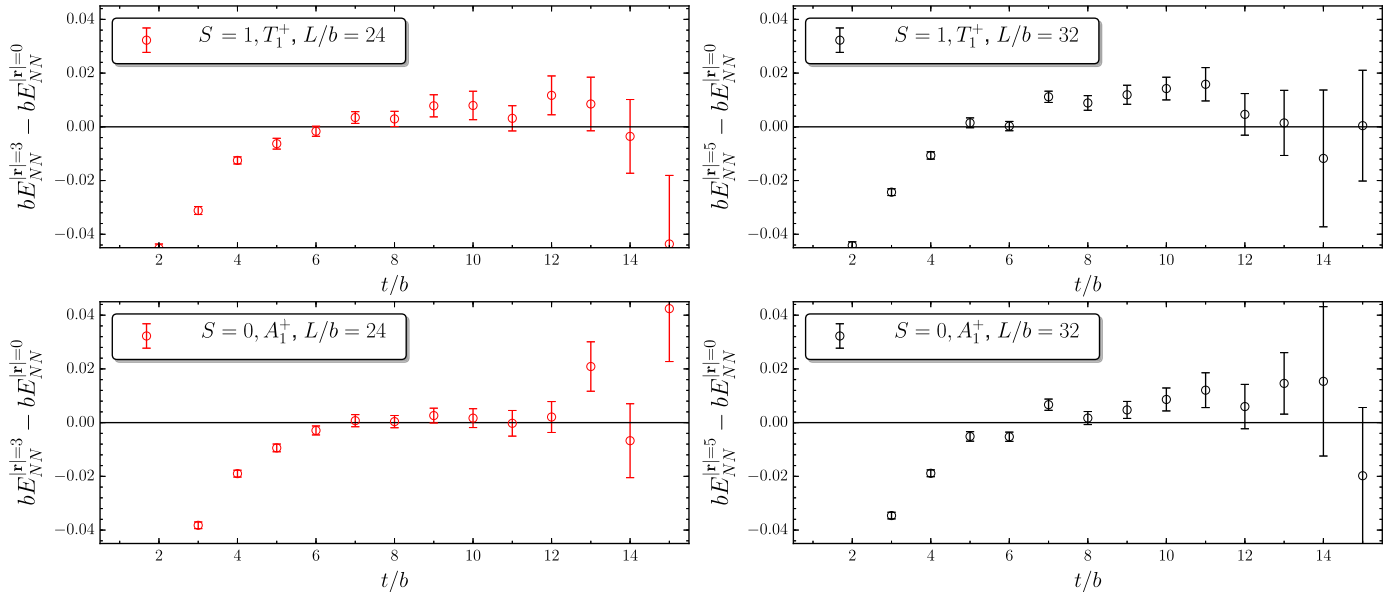 S = 1, T₁⁺, L/b = 24
bE_{NN}^{|r|=3} − bE_{NN}^{|r|=0}
0.04
0.02
0.00
−0.02
−0.04
2 4 6 8 10 12 14
t/b
S = 1, T₁⁺, L/b = 32
bE_{NN}^{|r|=5} − bE_{NN}^{|r|=0}
0.04
0.02
0.00
−0.02
−0.04
2 4 6 8 10 12 14
t/b
S = 0, A₁⁺, L/b = 24
bE_{NN}^{|r|=3} − bE_{NN}^{|r|=0}
0.04
0.02
0.00
−0.02
−0.04
2 4 6 8 10 12 14
t/b
S = 0, A₁⁺, L/b = 32
bE_{NN}^{|r|=5} − bE_{NN}^{|r|=0}
0.04
0.02
0.00
−0.02
−0.04
2 4 6 8 10 12 14
t/b